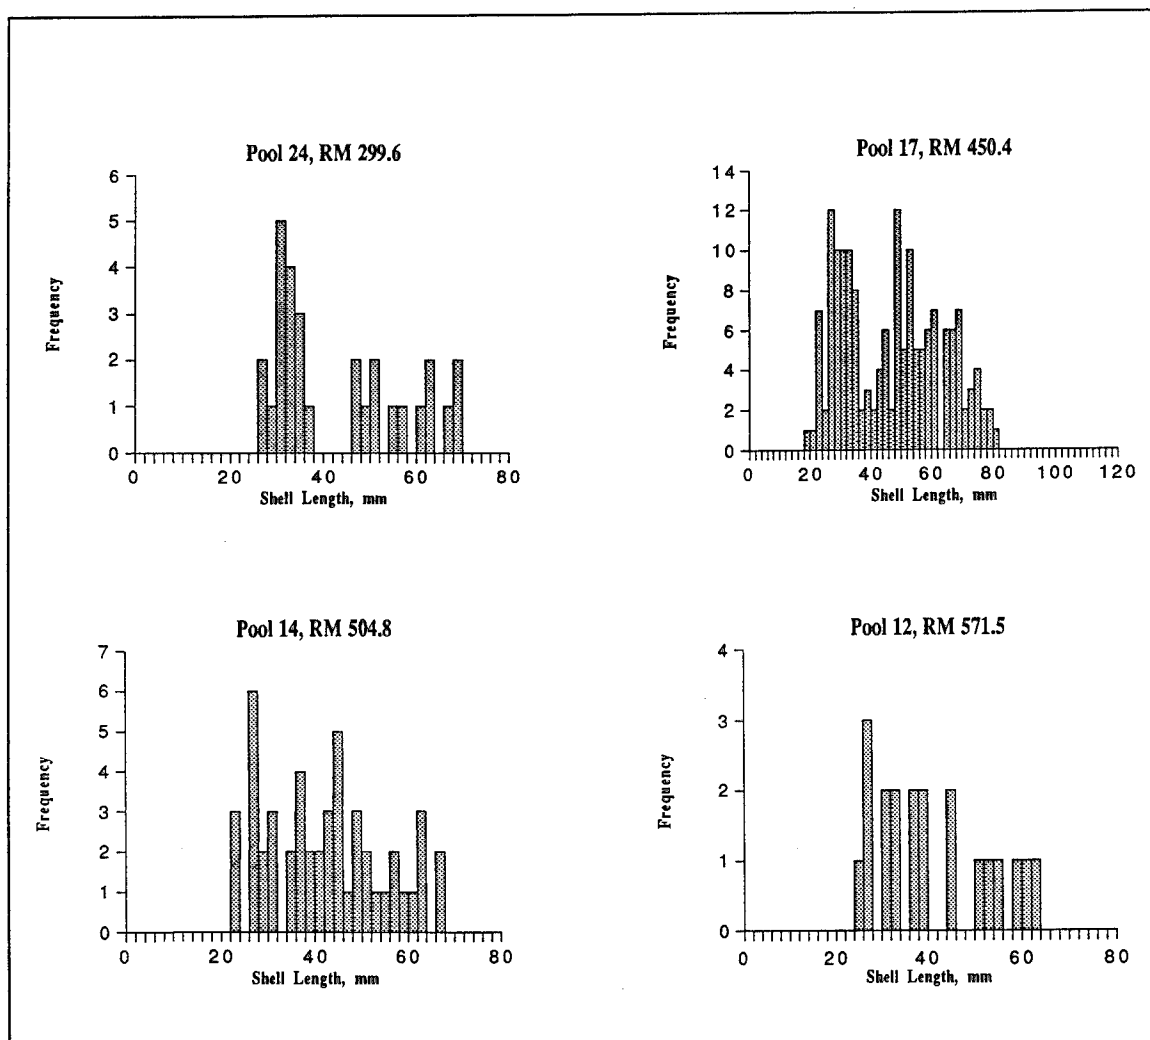 Pool 24, RM 299.6
6
5
4
3
2
1
0
Frequency
0 20 40 60 80
Shell Length, mm
Pool 17, RM 450.4
14
12
10
8
6
4
2
0
Frequency
0 20 40 60 80 100 120
Shell Length, mm
Pool 14, RM 504.8
7
6
5
4
3
2
1
0
Frequency
0 20 40 60 80
Shell Length, mm
Pool 12, RM 571.5
4
3
2
1
0
Frequency
0 20 40 60 80
Shell Length, mm